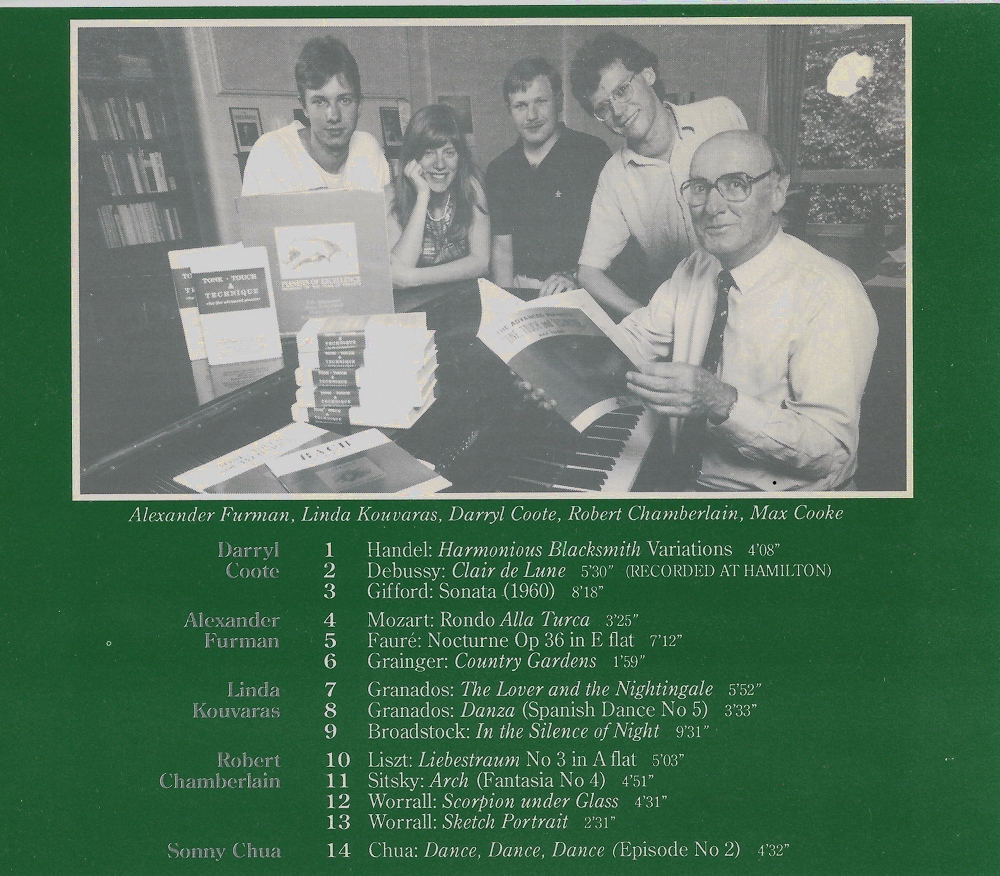 TONE · TOUCH
&
TECHNIQUE
TONE · TOUCH
&
TECHNIQUE
BACH
Alexander Furman, Linda Kouvaras, Darryl Coote, Robert Chamberlain, Max Cooke
Darryl 1 Handel: Harmonious Blacksmith Variations 4'08"
Coote 2 Debussy: Clair de Lune 5'30" (RECORDED AT HAMILTON)
3 Gifford: Sonata (1960) 8'18"
Alexander 4 Mozart: Rondo Alla Turca 3'25"
Furman 5 Fauré: Nocturne Op 36 in E flat 7'12"
6 Grainger: Country Gardens 1'59"
Linda 7 Granados: The Lover and the Nightingale 5'52"
Kouvaras 8 Granados: Danza (Spanish Dance No 5) 3'33"
9 Broadstock: In the Silence of Night 9'31"
Robert 10 Liszt: Liebestraum No 3 in A flat 5'03"
Chamberlain 11 Sitsky: Arch (Fantasia No 4) 4'51"
12 Worrall: Scorpion under Glass 4'31"
13 Worrall: Sketch Portrait 2'31"
Sonny Chua 14 Chua: Dance, Dance, Dance (Episode No 2) 4'32"